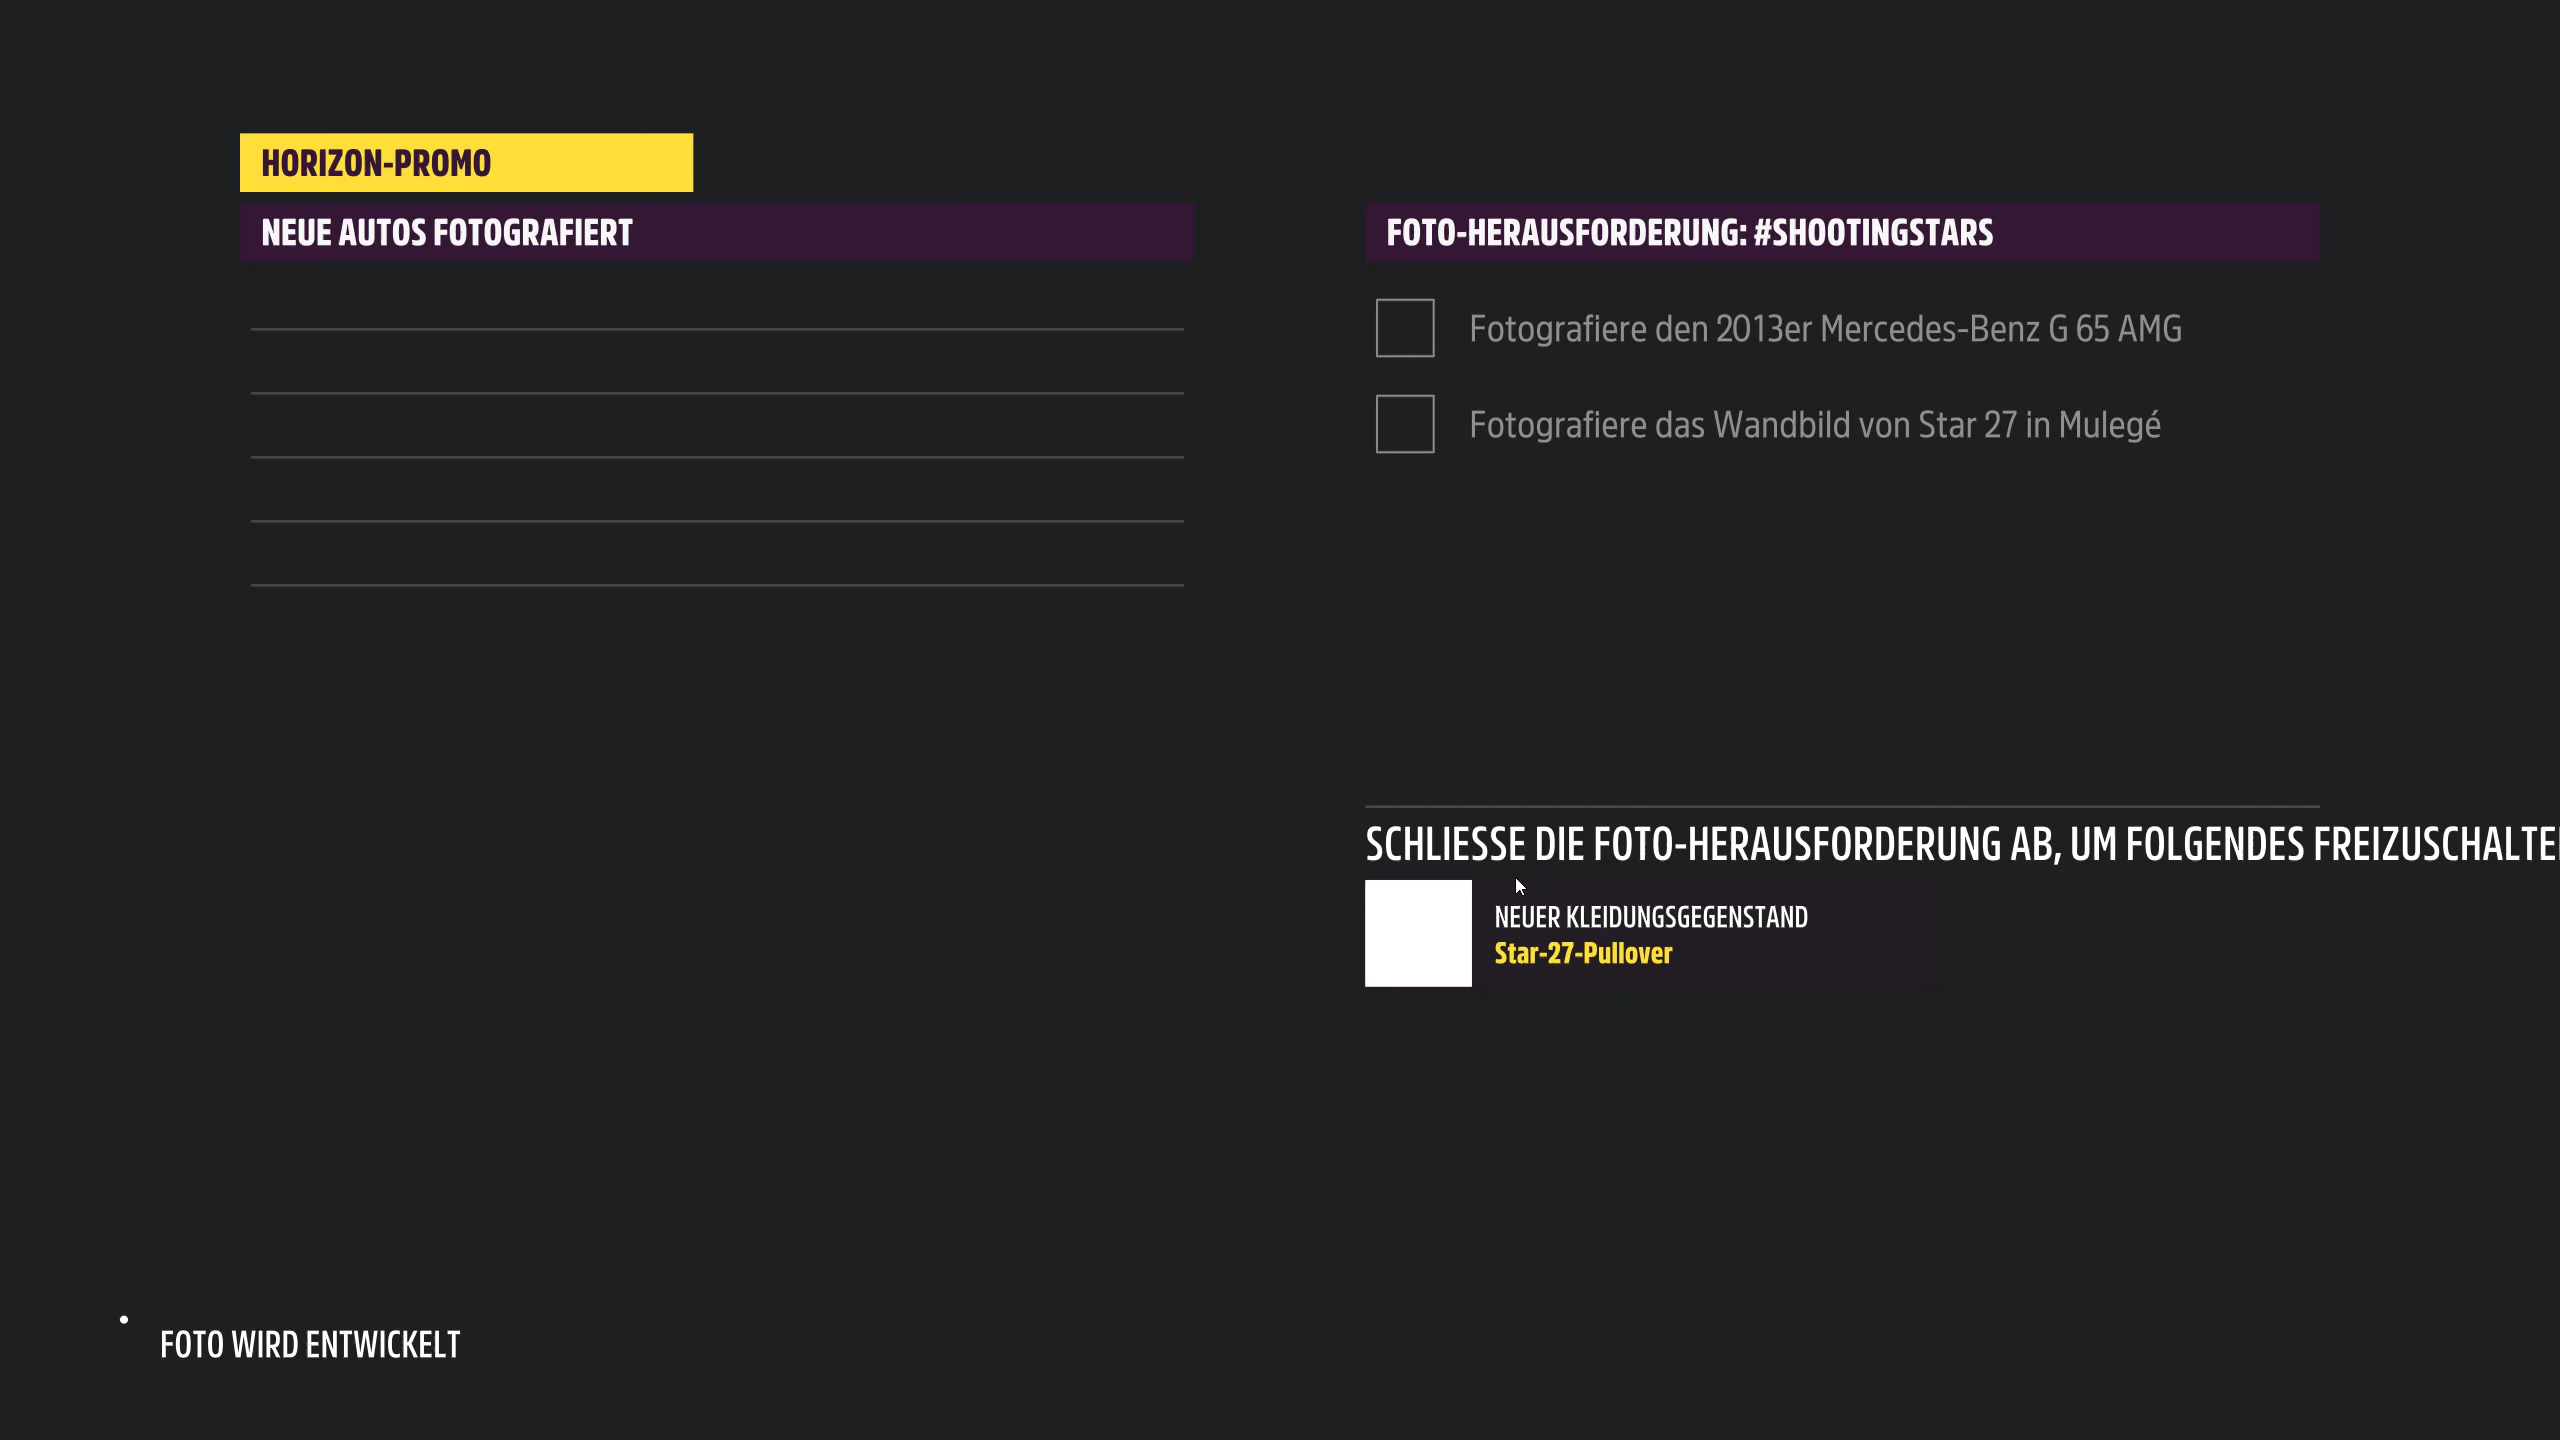 HORIZON-PROMO
NEUE AUTOS FOTOGRAFIERT
FOTO-HERAUSFORDERUNG: #SHOOTINGSTARS
Fotografiere den 2013er Mercedes-Benz G 65 AMG
Fotografiere das Wandbild von Star 27 in Mulegé
SCHLIESSE DIE FOTO-HERAUSFORDERUNG AB, UM FOLGENDES FREIZUSCHALTE
NEUER KLEIDUNGSGEGENSTAND
Star-27-Pullover
FOTO WIRD ENTWICKELT